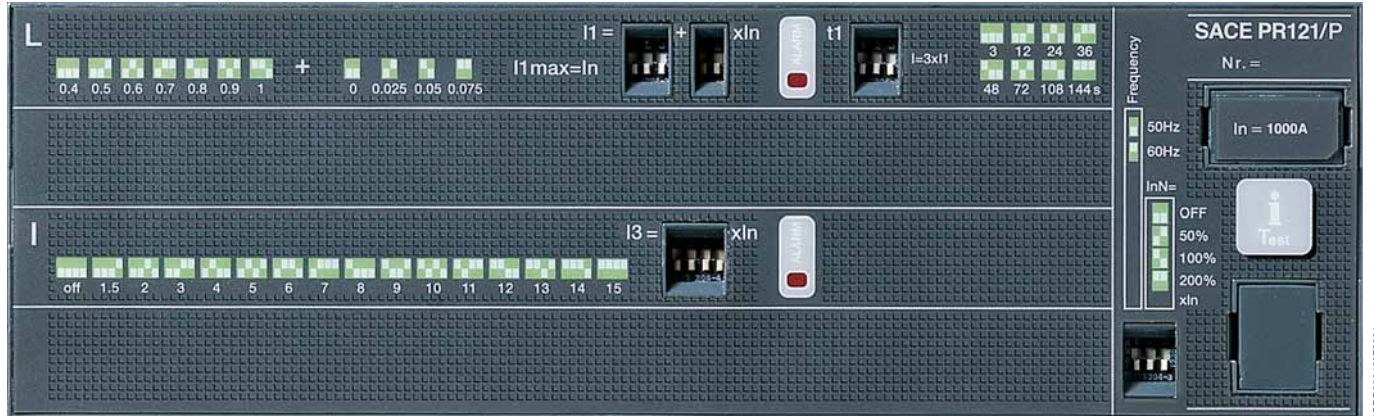 L
I1 = + xIn
I1max=In
0.4 0.5 0.6 0.7 0.8 0.9 1 + 0 0.025 0.05 0.075
ALARM
t1
I=3xI1
3 12 24 36
48 72 108 144 s
I
I3 = xIn
off 1.5 2 3 4 5 6 7 8 9 10 11 12 13 14 15
ALARM
Frequency
50Hz
60Hz
InN=
OFF
50%
100%
200%
xIn
SACE PR121/P
Nr. =
In = 1000A
i
Test